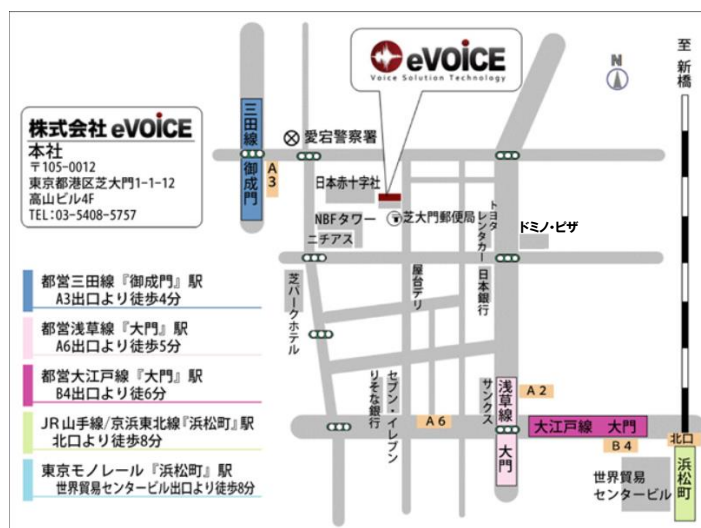 株式会社 eVOICE
本社
〒105-0012
東京都港区芝大門1-1-12
高山ビル4F
TEL:03-5408-5757
都営三田線『御成門』駅
A3出口より徒歩4分
都営浅草線『大門』駅
A6出口より徒歩5分
都営大江戸線『大門』駅
B4出口より徒6分
JR山手線/京浜東北線『浜松町』駅
北口より徒歩8分
東京モノレール『浜松町』駅
世界貿易センタービル出口より徒歩8分
eVOICE
Voice Solution Technology
N
至 新橋
三田線
御成門
A3
愛宕警察署
日本赤十字社
NBFタワー
ニチアス
芝大門郵便局
トヨタ
レンタカー
ドミノ・ピザ
芝パークホテル
屋台デリ
日本銀行
りそな銀行
セブン・イレブン
サンクス
浅草線
大門
A2
A6
大江戸線 大門
B4
北口
浜松町
世界貿易
センタービル